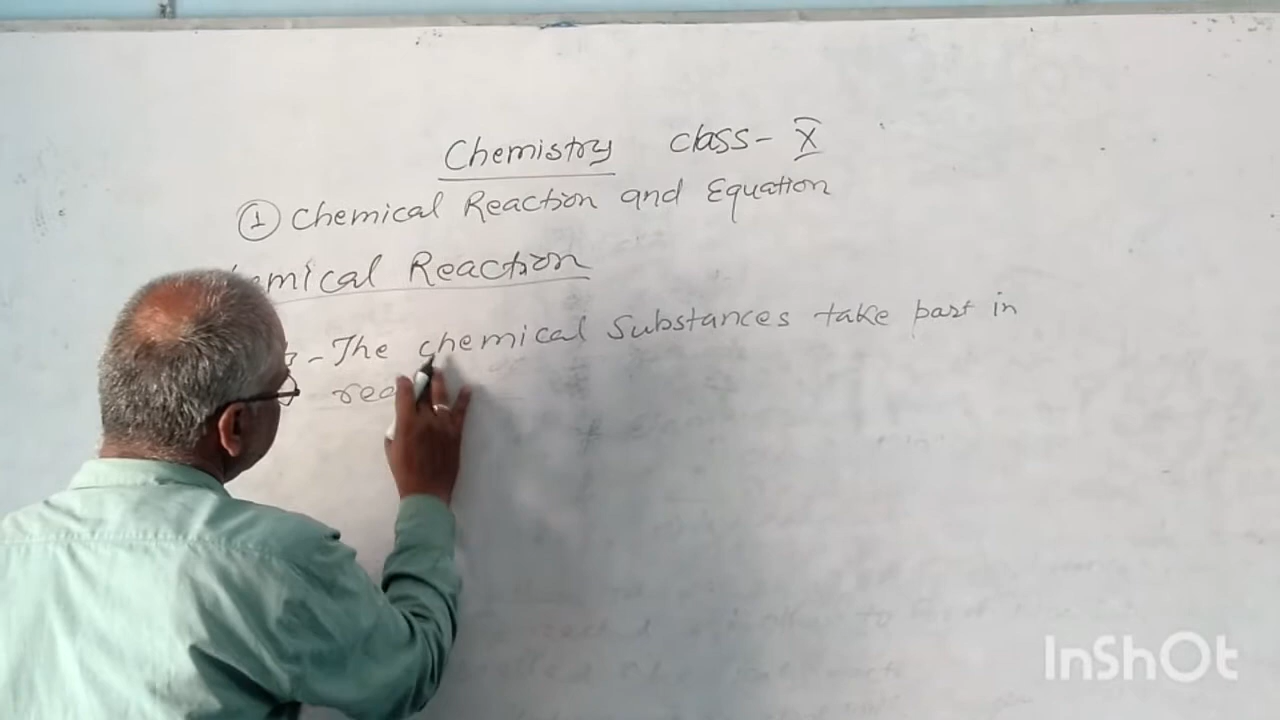 Chemistry class- X
① Chemical Reaction and Equation
emical Reaction
- The chemical Substances take part in
rea
InShOt